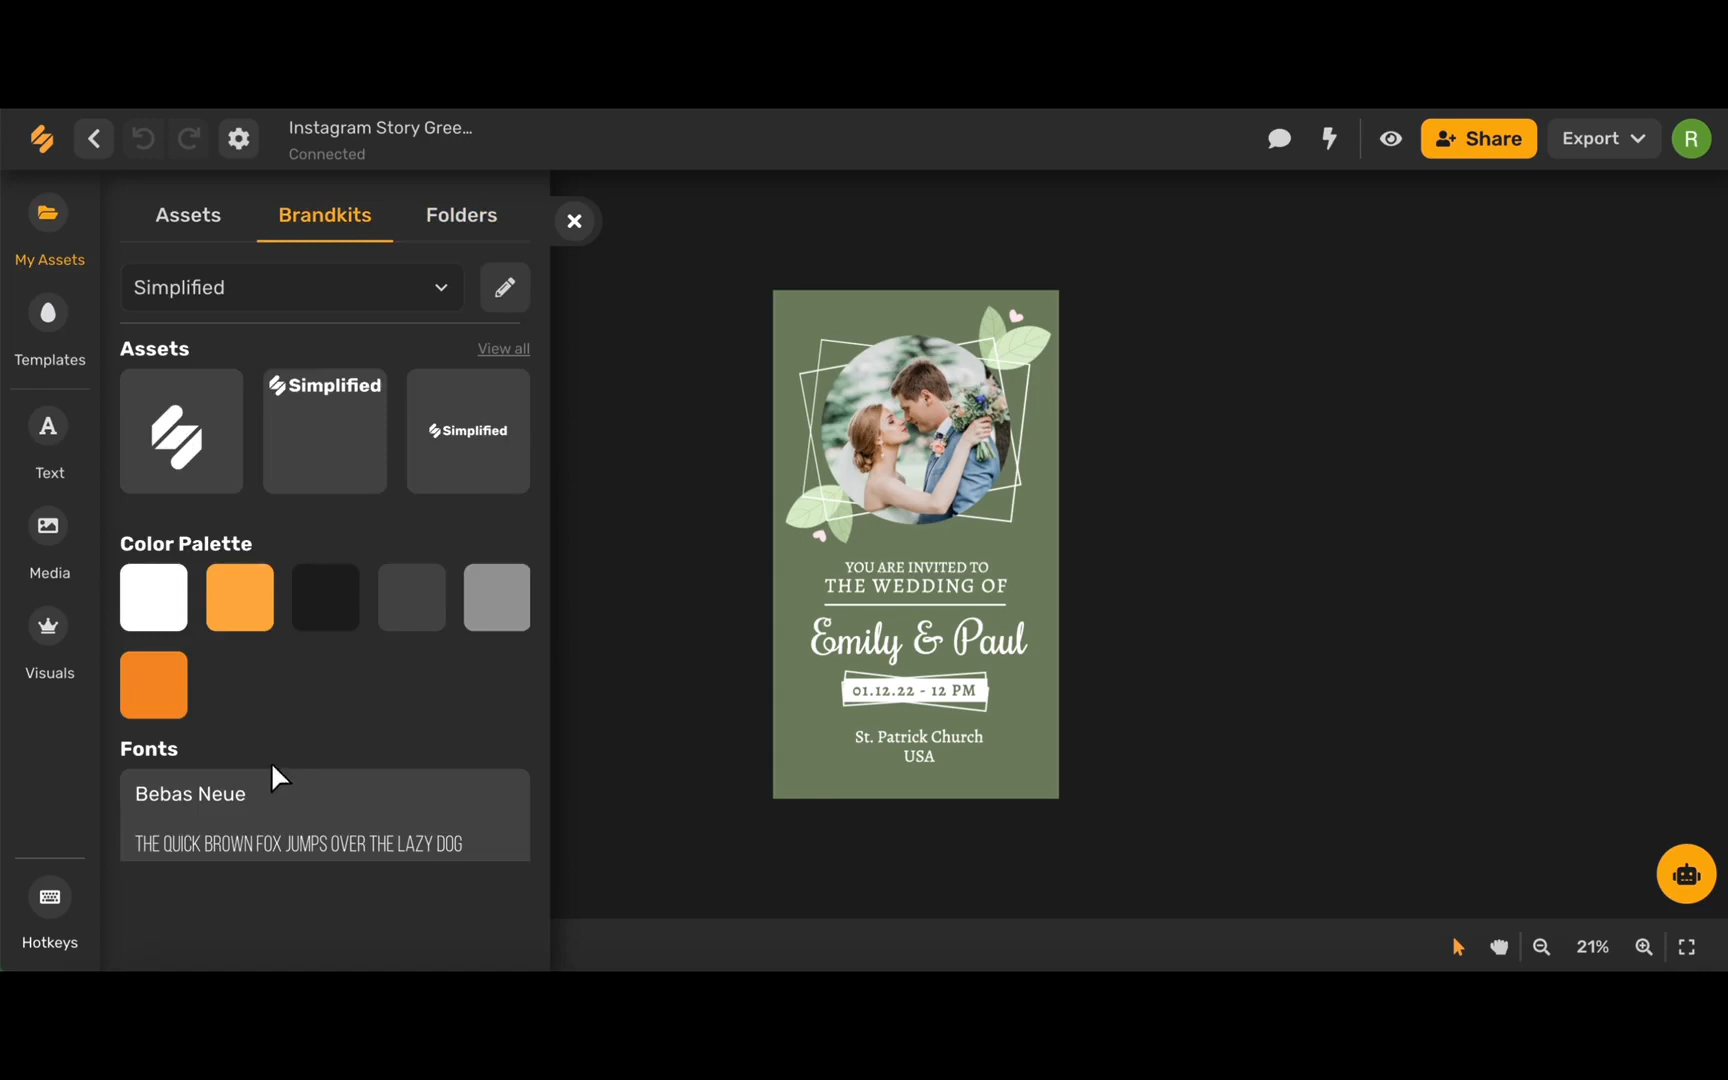 Instagram Story Gree...
Connected
Share
Export
R
My Assets
Templates
Text
Media
Visuals
Hotkeys
Assets
Brandkits
Folders
Simplified
Assets
View all
Simplified
Simplified
Color Palette
Fonts
Bebas Neue
THE QUICK BROWN FOX JUMPS OVER THE LAZY DOG
YOU ARE INVITED TO
THE WEDDING OF
Emily & Paul
01.12.22 - 12 PM
St. Patrick Church
USA
21%